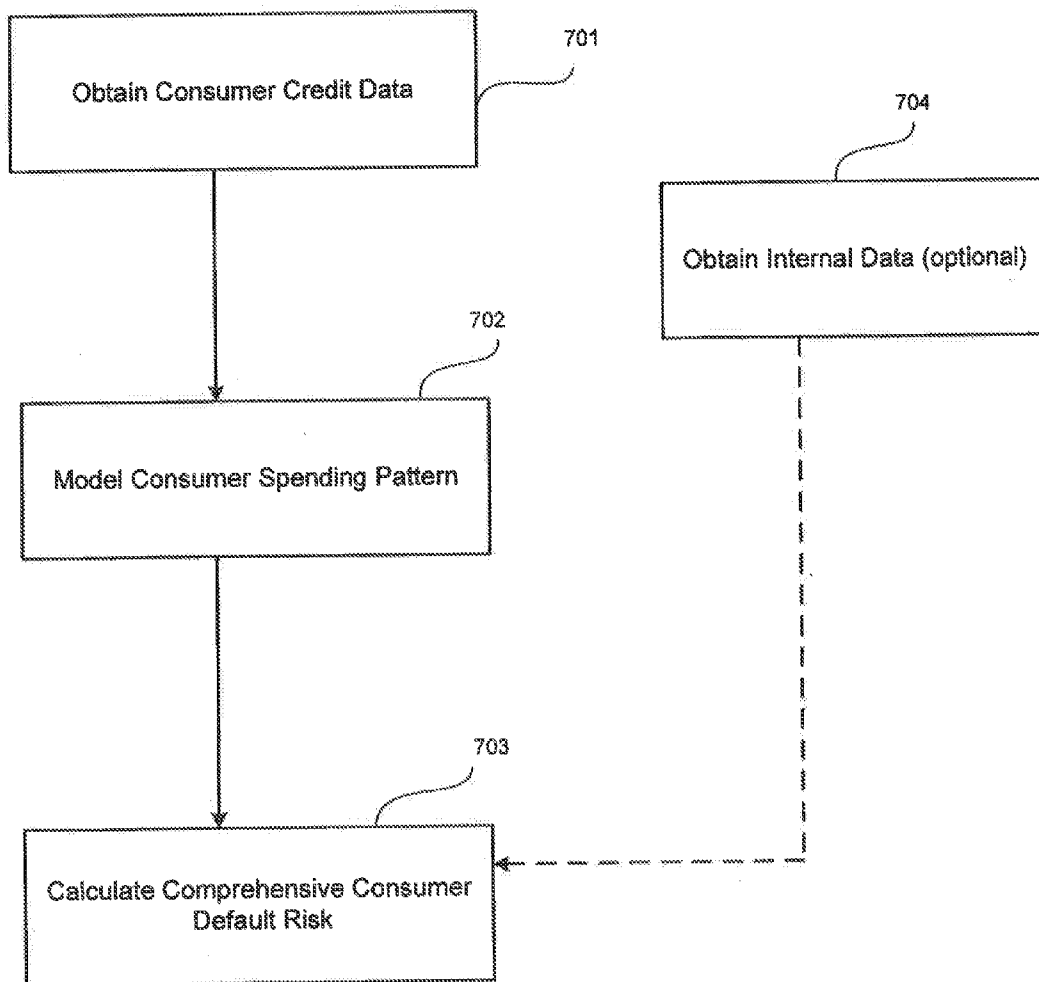 701
Obtain Consumer Credit Data
704
Obtain Internal Data (optional)
702
Model Consumer Spending Pattern
703
Calculate Comprehensive Consumer
Default Risk